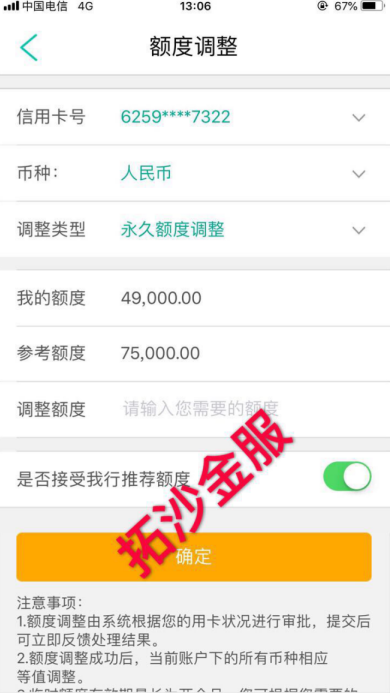 中国电信 4G 13:06 67%
额度调整
信用卡号 6259****7322
币种： 人民币
调整类型 永久额度调整
我的额度 49,000.00
参考额度 75,000.00
调整额度 请输入您需要的额度
是否接受我行推荐额度
拓沙金服
确定
注意事项：
1.额度调整由系统根据您的用卡状况进行审批，提交后
可立即反馈处理结果。
2.额度调整成功后，当前账户下的所有币种相应
等值调整。